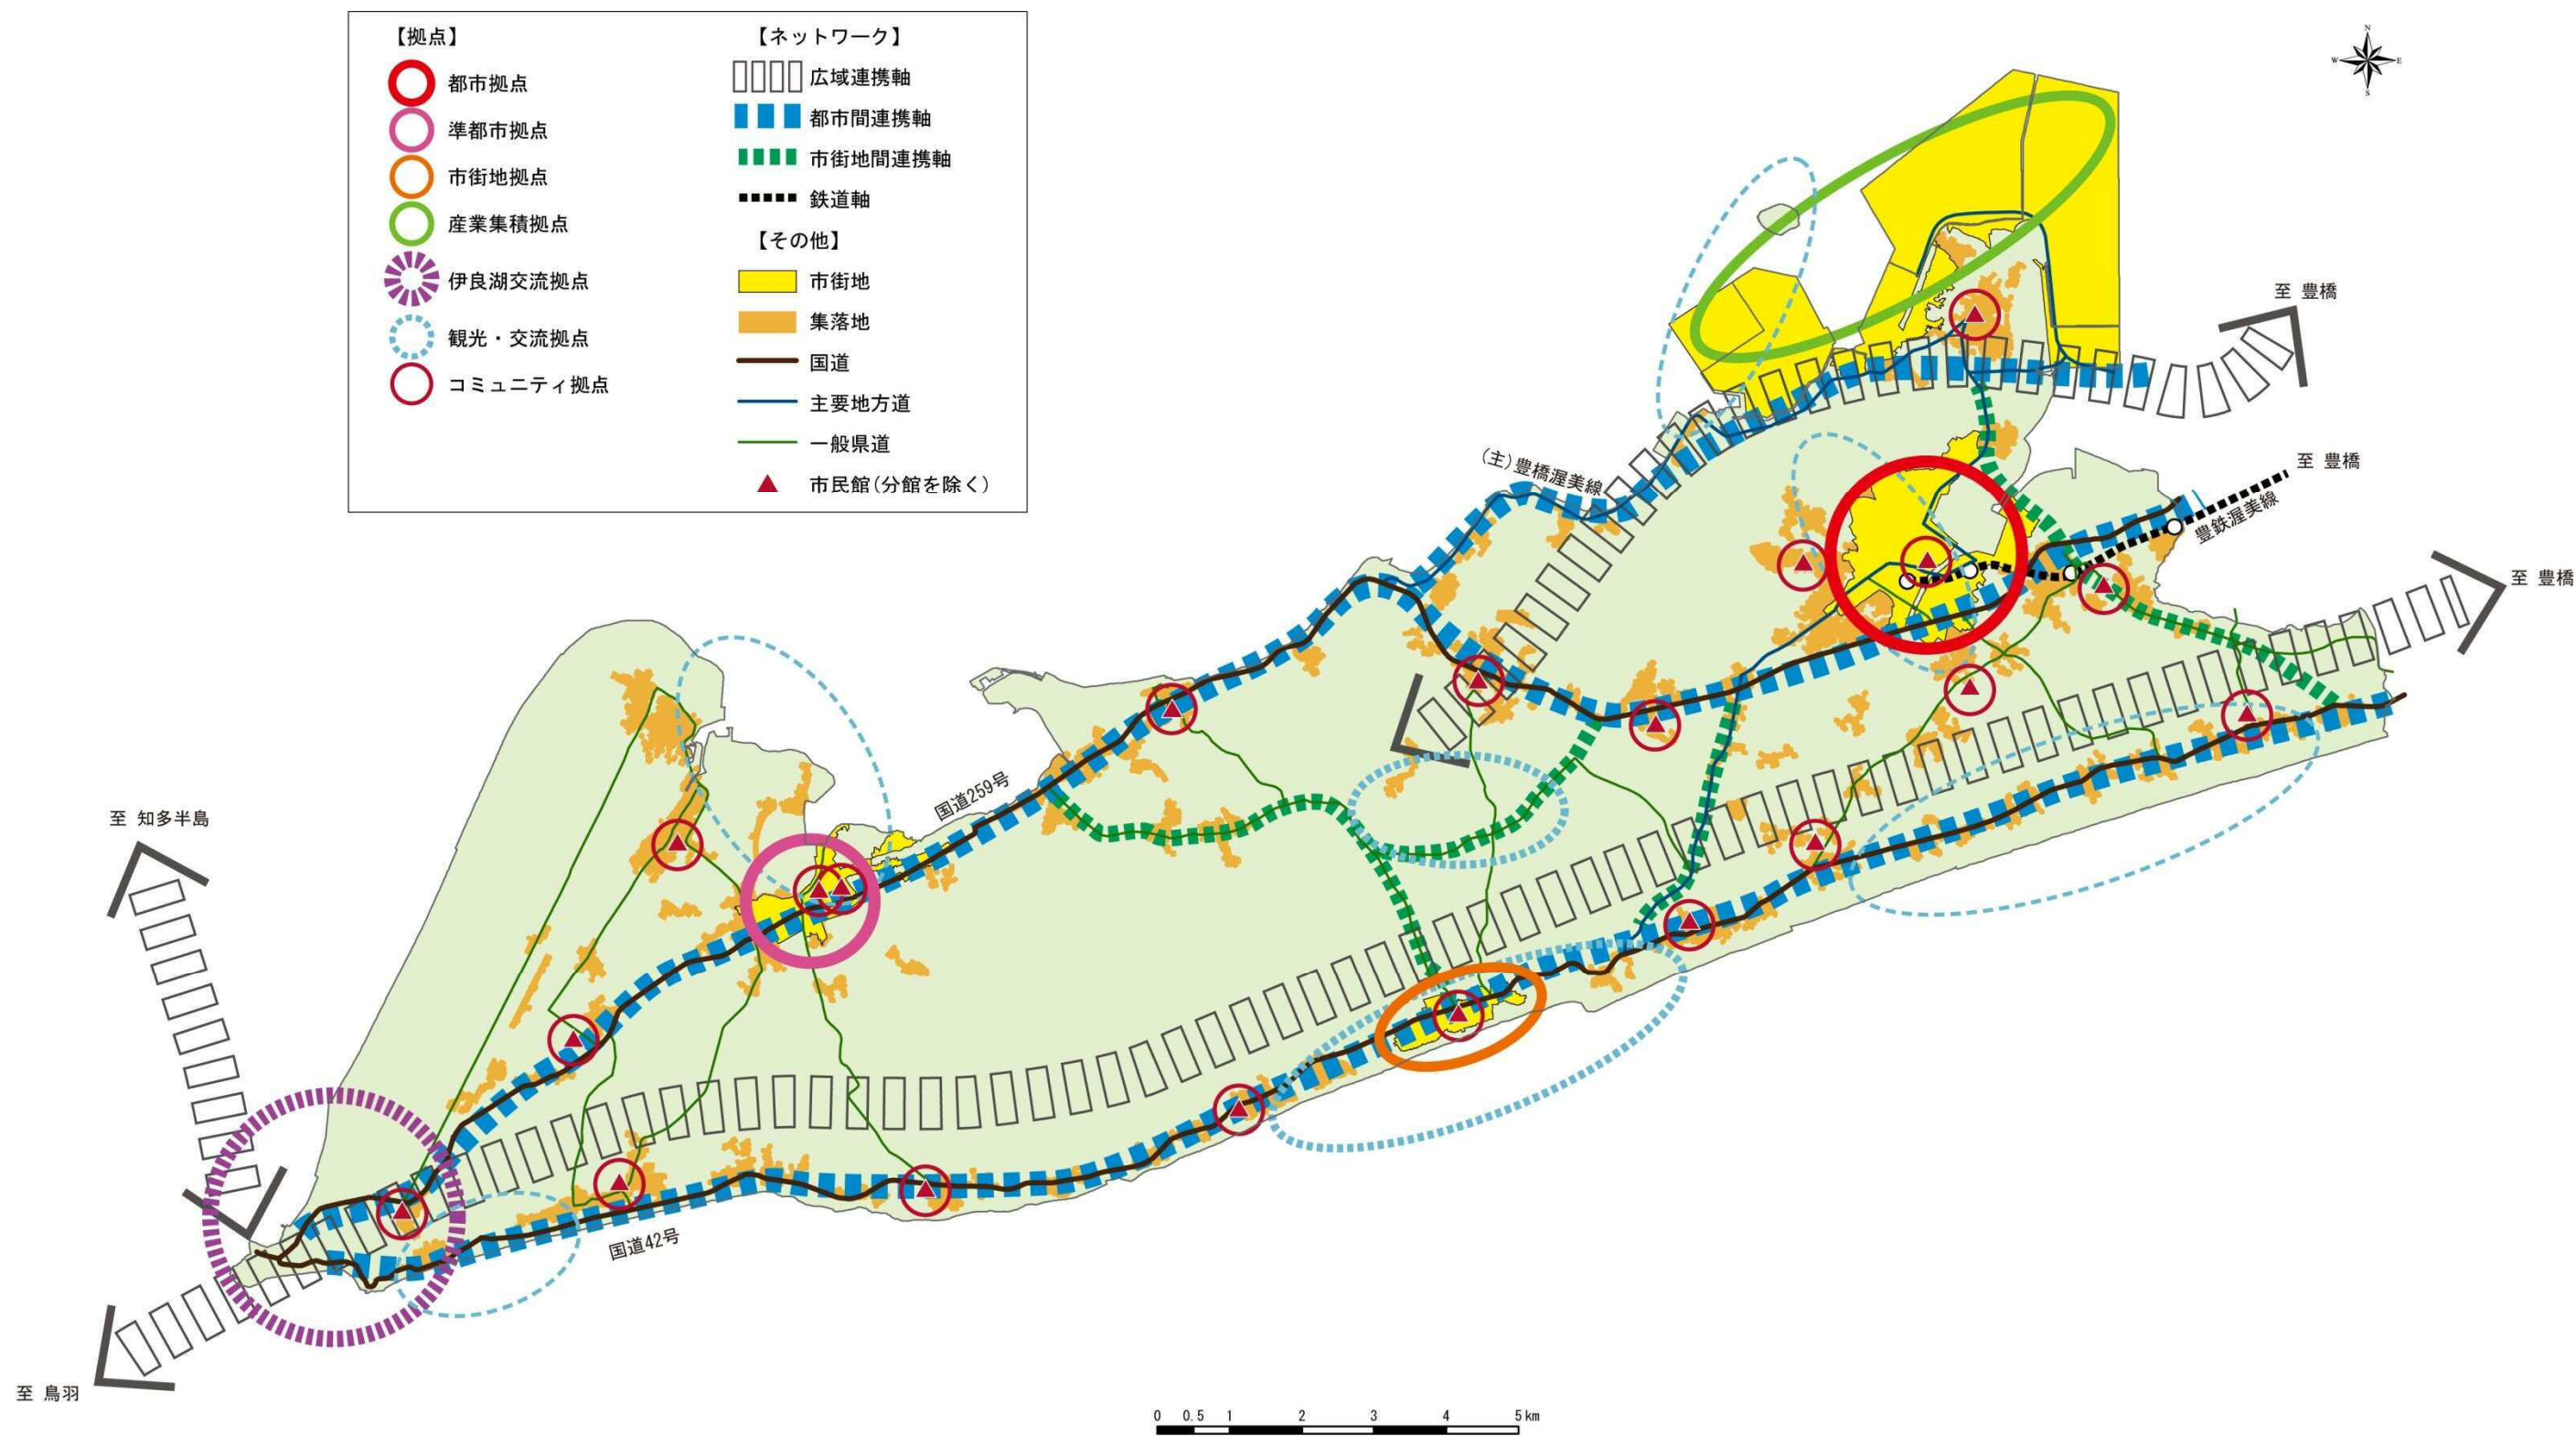 【拠点】
都市拠点
準都市拠点
市街地拠点
産業集積拠点
伊良湖交流拠点
観光・交流拠点
コミュニティ拠点
【ネットワーク】
広域連携軸
都市間連携軸
市街地間連携軸
鉄道軸
【その他】
市街地
集落地
国道
主要地方道
一般県道
市民館(分館を除く)
N
W
E
S
至 豊橋
至 豊橋
(主)豊橋渥美線
豊鉄渥美線
至 豊橋
国道259号
至 知多半島
国道42号
至 鳥羽
0 0.5 1 2 3 4 5 km